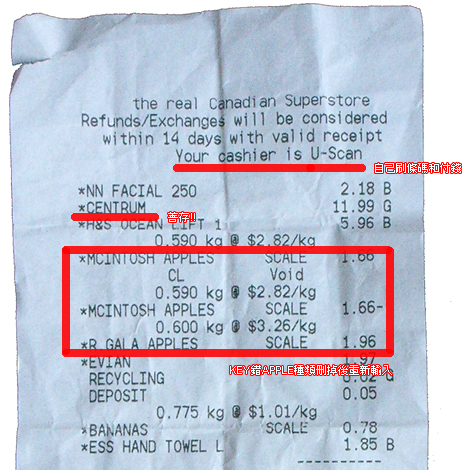 the real Canadian Superstore
Refunds/Exchanges will be considered
within 14 days with valid receipt
Your cashier is U-Scan
自己刷條碼和付錢
*NN FACIAL 250 2.18 B
*CENTRUM 11.99 G
善存!!
*H&S OCEAN LIFT 1 5.96 B
0.590 kg @ $2.82/kg
*MCINTOSH APPLES SCALE 1.66
CL Void
0.590 kg @ $2.82/kg
*MCINTOSH APPLES SCALE 1.66-
0.600 kg @ $3.26/kg
*R GALA APPLES SCALE 1.96
*EVIAN 1.97
KEY錯APPLE種類刪掉後重新輸入
RECYCLING 0.02 G
DEPOSIT 0.05
0.775 kg @ $1.01/kg
*BANANAS SCALE 0.78
*ESS HAND TOWEL L 1.85 B